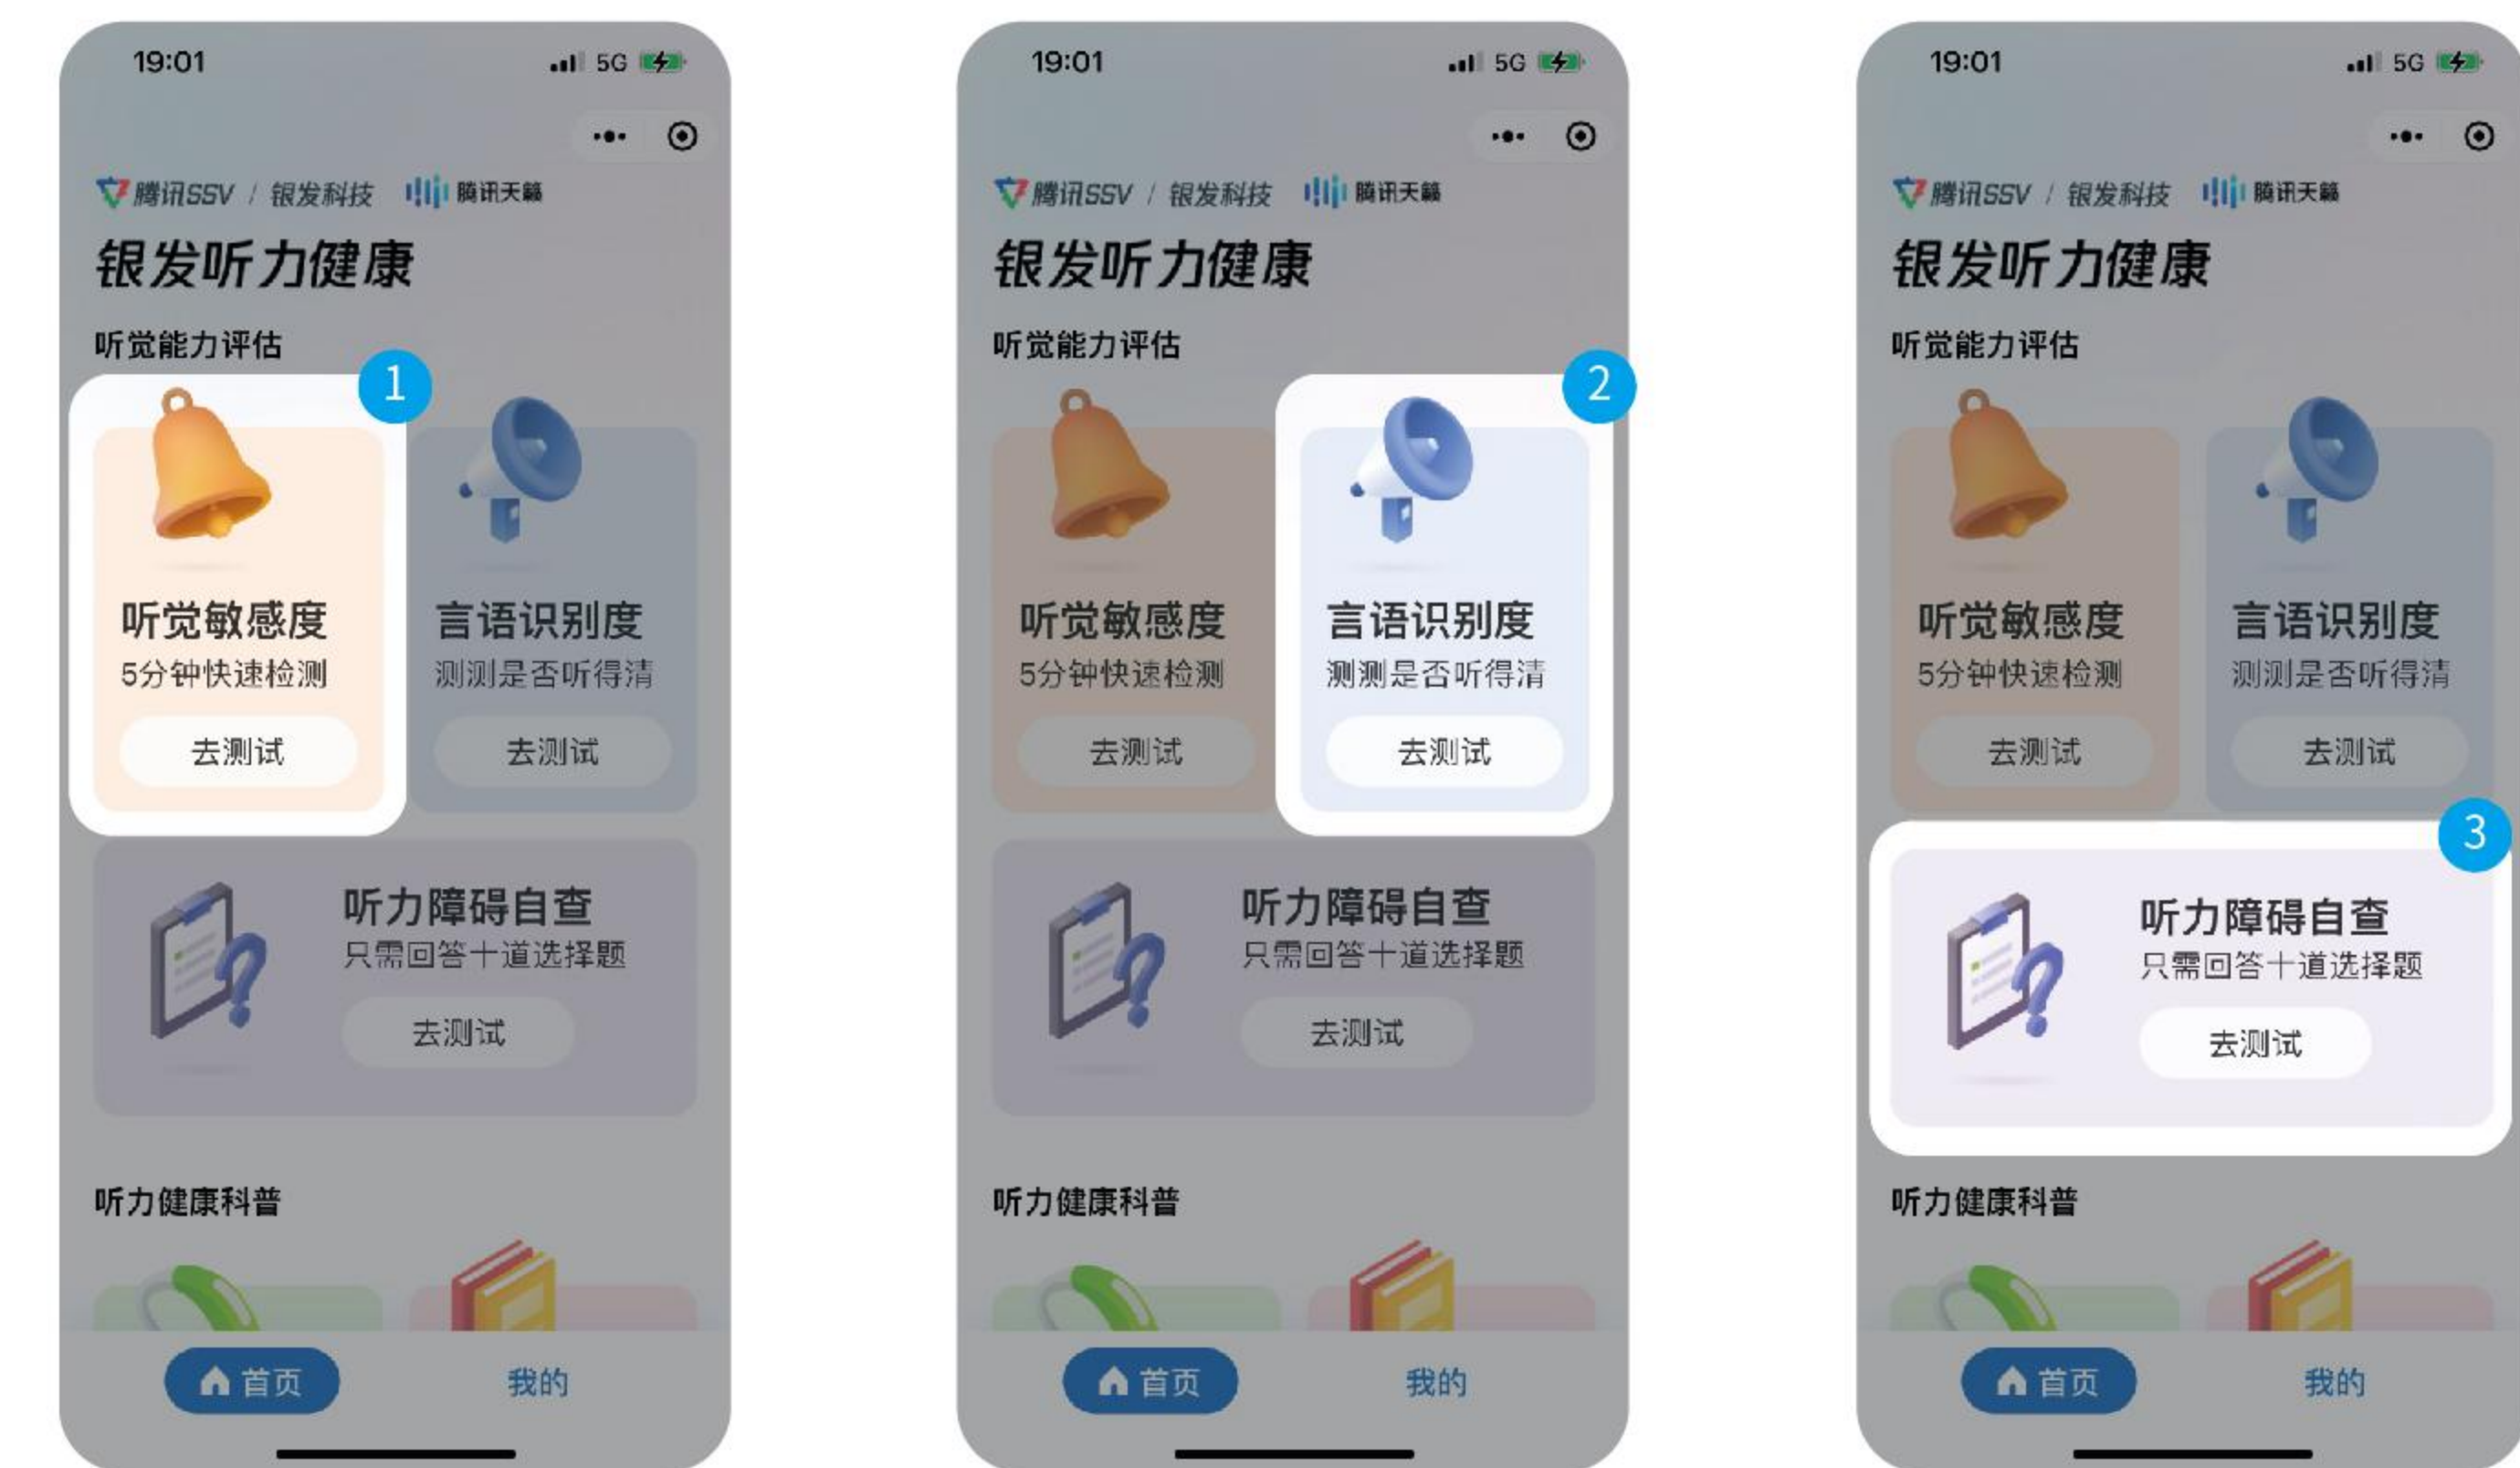 19:01
5G
腾讯SSV / 银发科技 腾讯天籁
银发听力健康
听觉能力评估
1
听觉敏感度
5分钟快速检测
去测试
言语识别度
测测是否听得清
去测试
听力障碍自查
只需回答十道选择题
去测试
听力健康科普
首页
我的
19:01
5G
腾讯SSV / 银发科技 腾讯天籁
银发听力健康
听觉能力评估
2
听觉敏感度
5分钟快速检测
去测试
言语识别度
测测是否听得清
去测试
听力障碍自查
只需回答十道选择题
去测试
听力健康科普
首页
我的
19:01
5G
腾讯SSV / 银发科技 腾讯天籁
银发听力健康
听觉能力评估
听觉敏感度
5分钟快速检测
去测试
言语识别度
测测是否听得清
去测试
3
听力障碍自查
只需回答十道选择题
去测试
听力健康科普
首页
我的